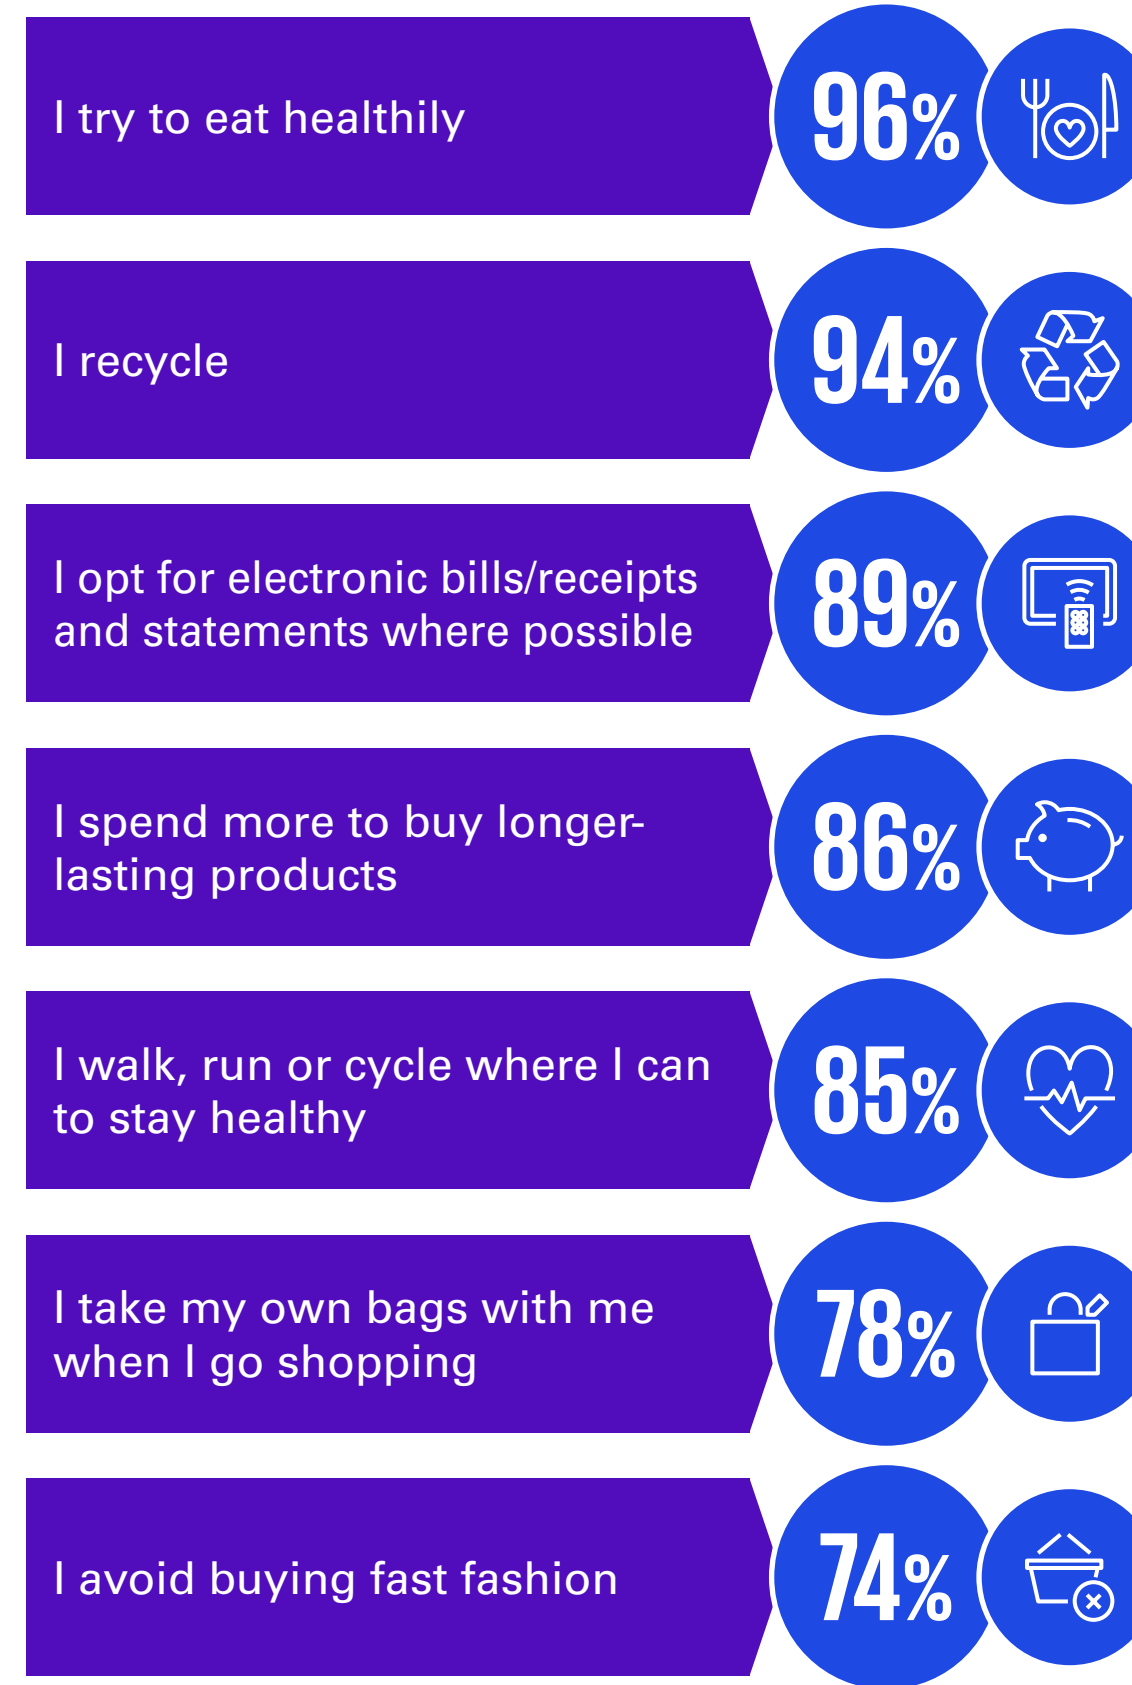 I try to eat healthily
96%
I recycle
94%
I opt for electronic bills/receipts
and statements where possible
89%
I spend more to buy longer-
lasting products
86%
I walk, run or cycle where I can
to stay healthy
85%
I take my own bags with me
when I go shopping
78%
I avoid buying fast fashion
74%